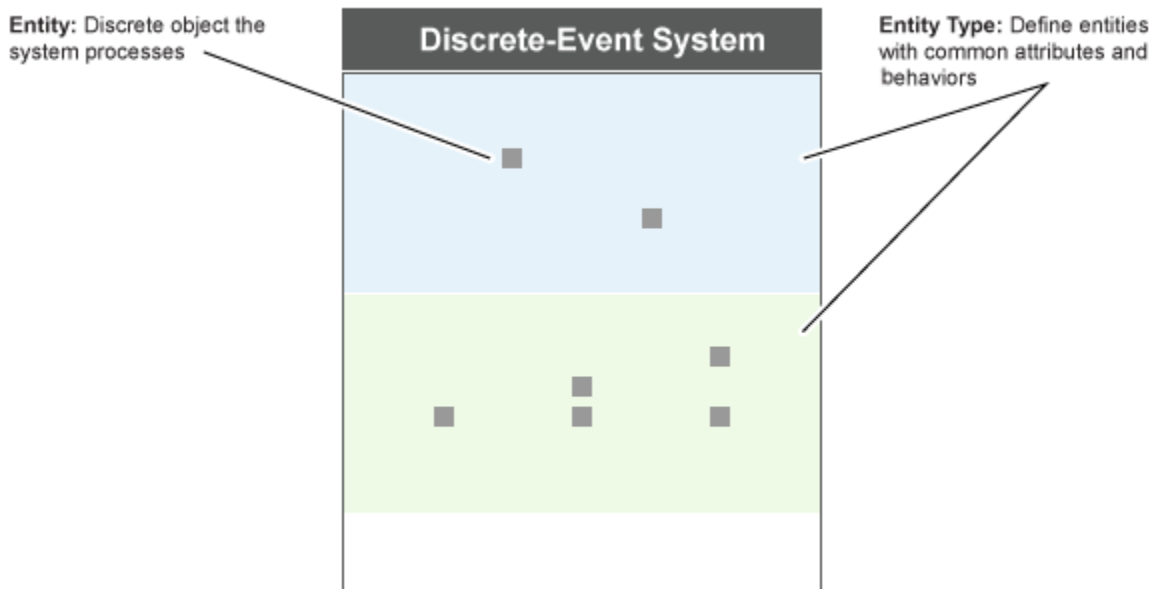 Entity: Discrete object the
system processes
Discrete-Event System
Entity Type: Define entities
with common attributes and
behaviors